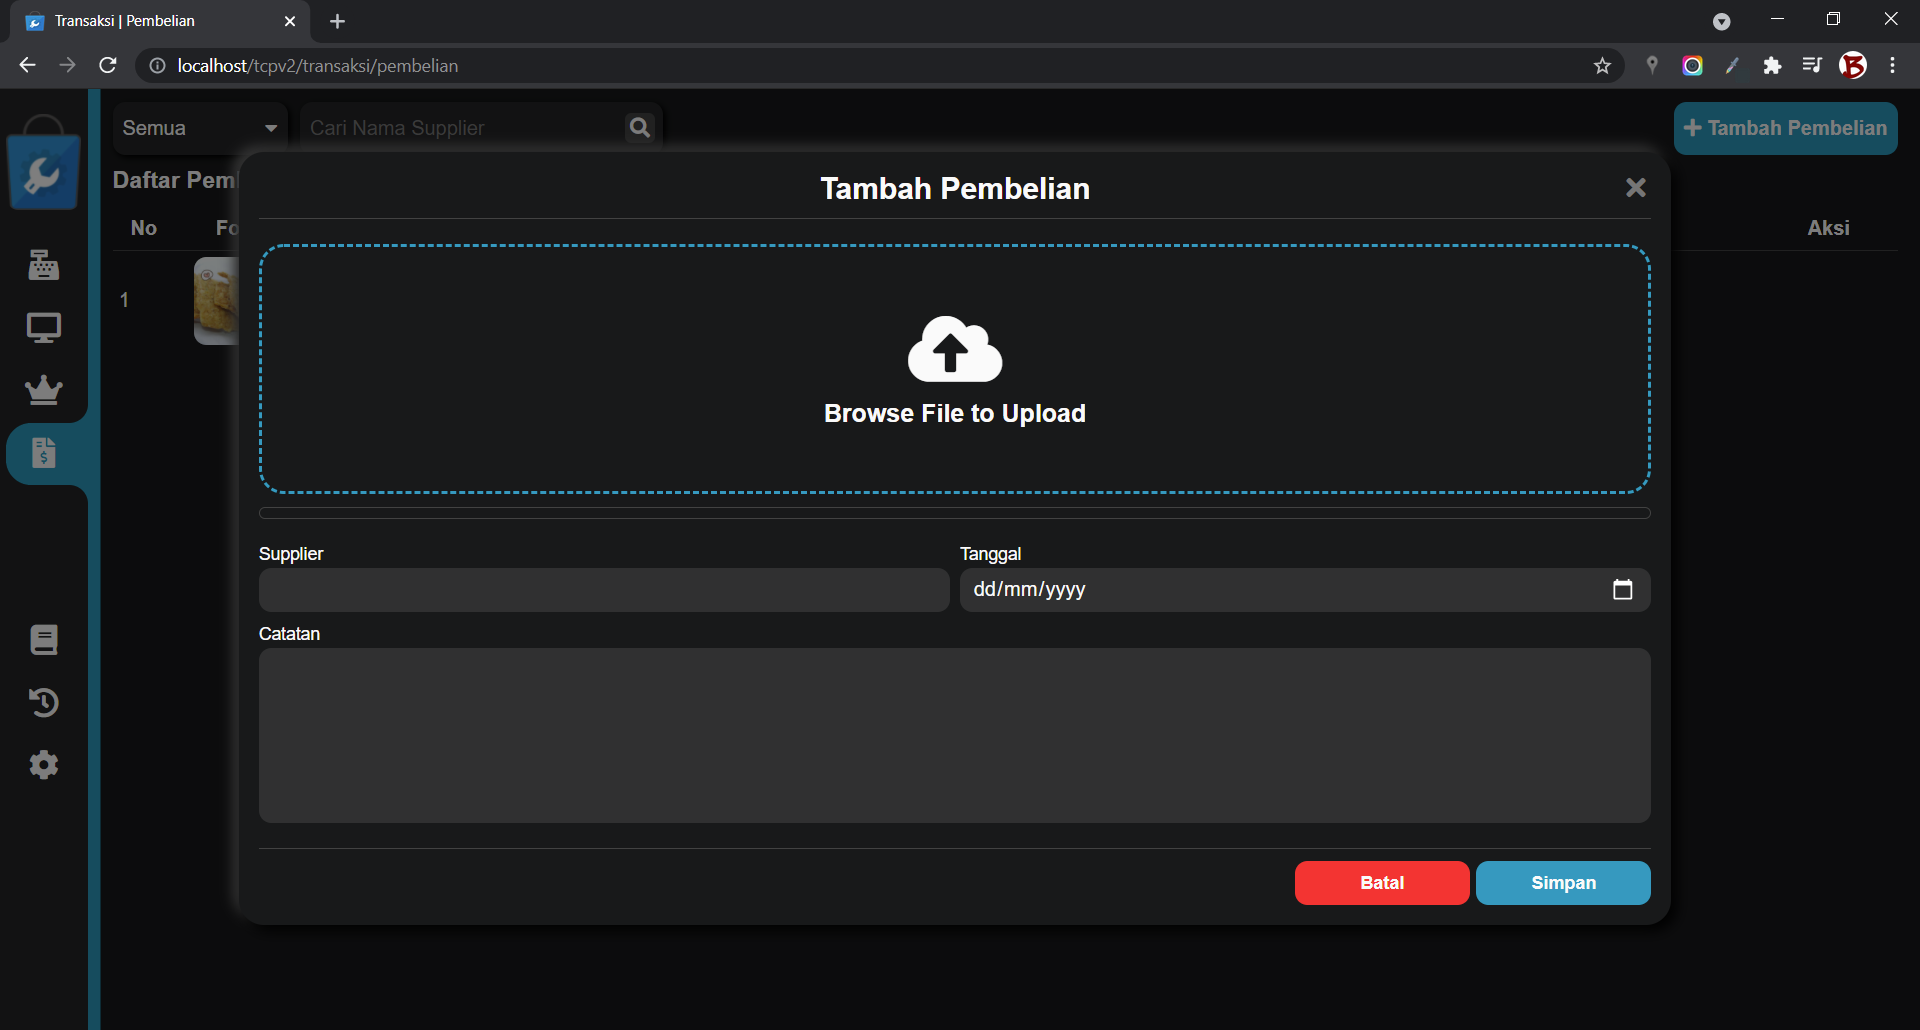 Transaksi | Pembelian
localhost/tcpv2/transaksi/pembelian
Semua
Cari Nama Supplier
+ Tambah Pembelian
Daftar Pem
Tambah Pembelian
No
Fo
Aksi
1
Browse File to Upload
Supplier
Tanggal
dd/mm/yyyy
Catatan
Batal
Simpan